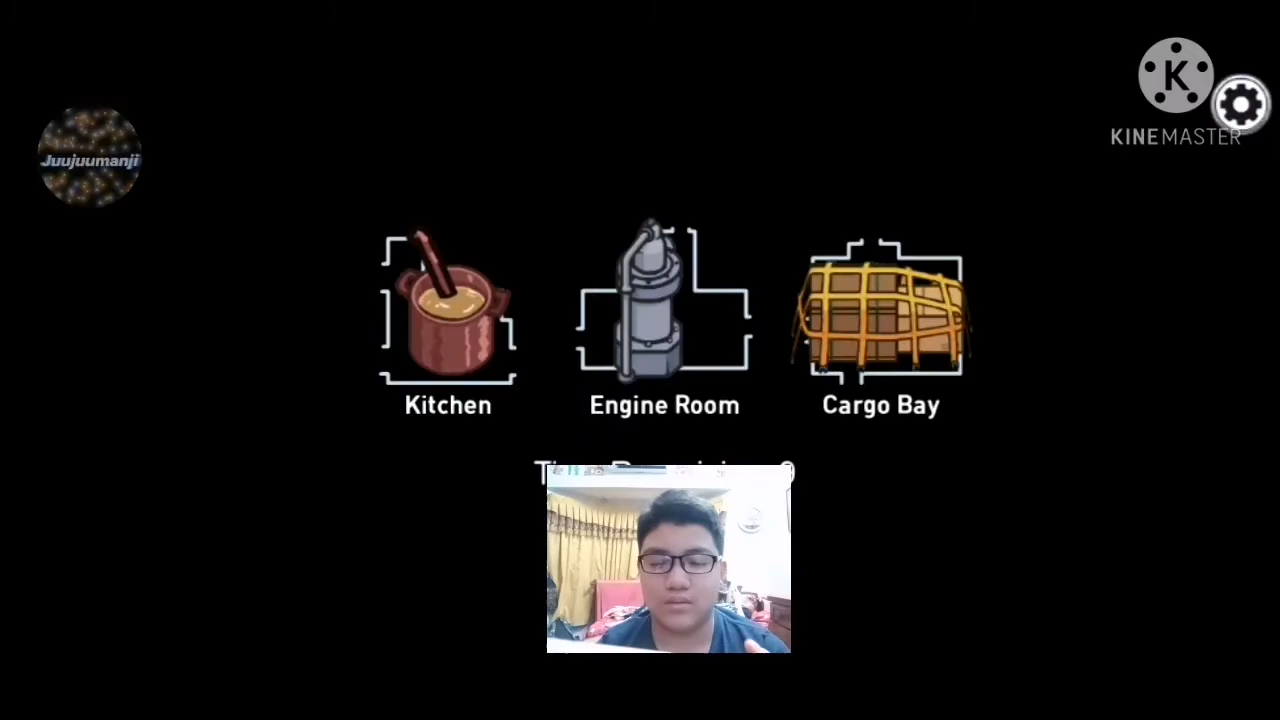 K
KINEMASTER
Juujuumanji
Kitchen
Engine Room
Cargo Bay